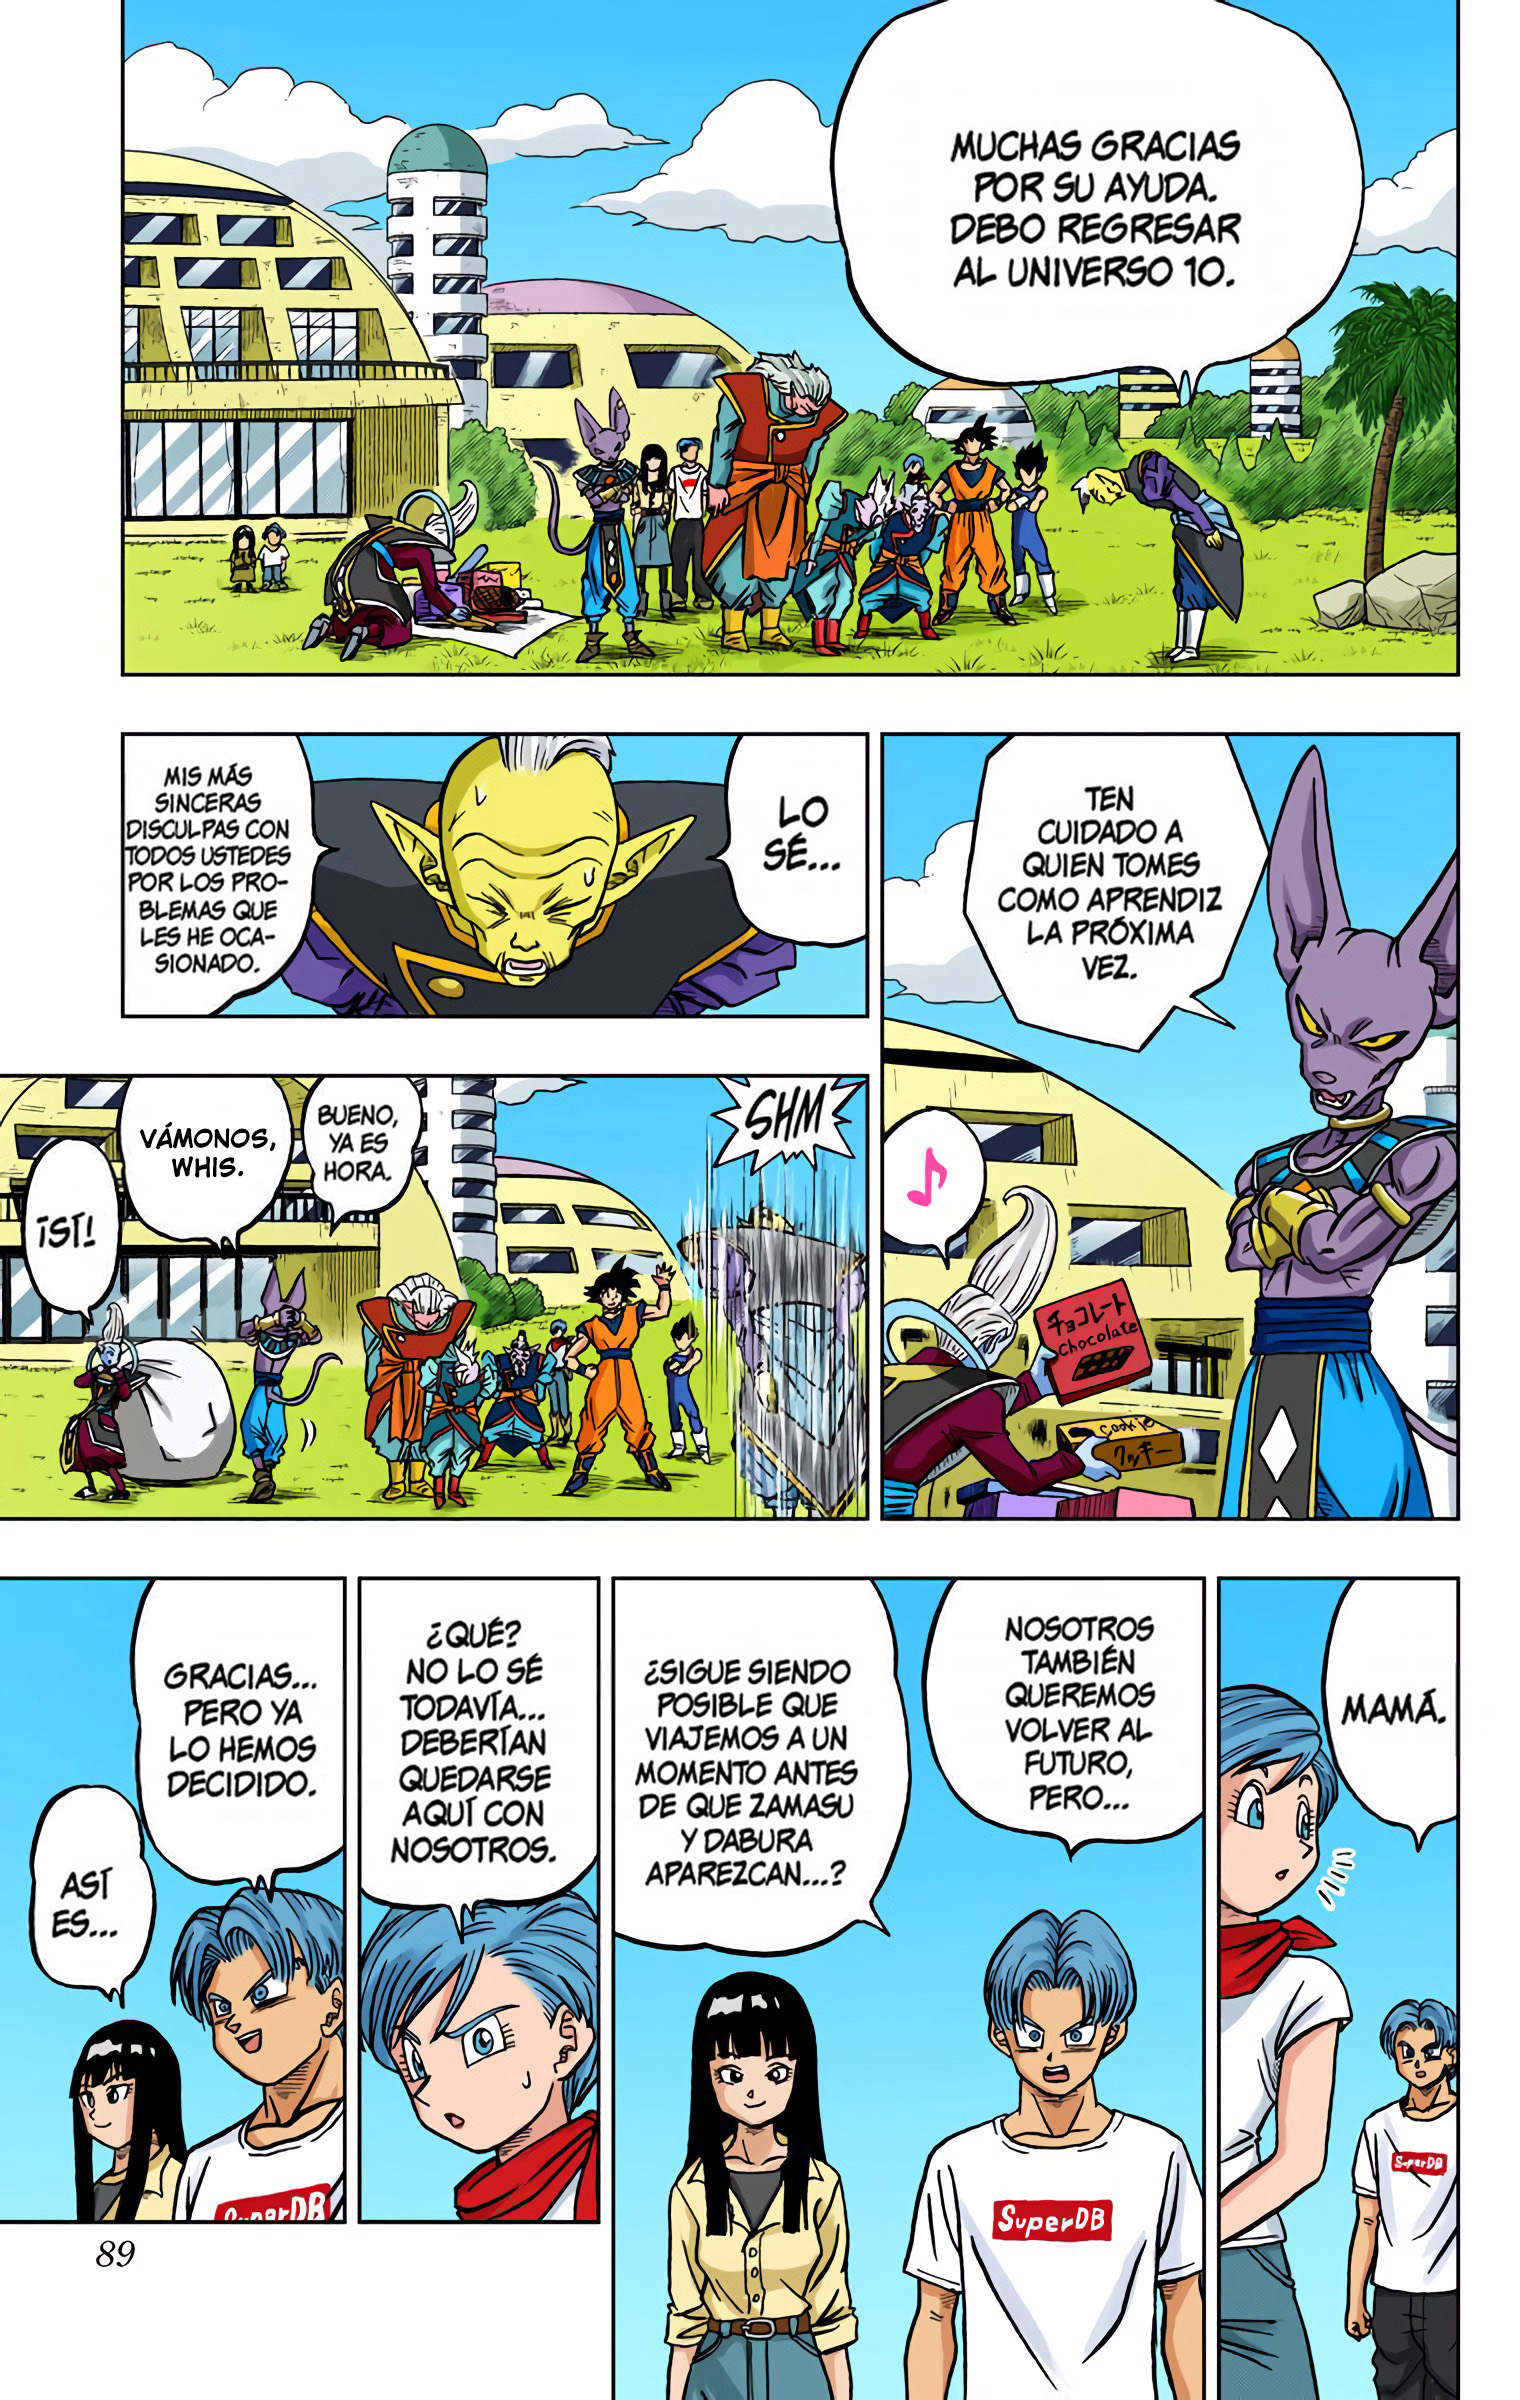 MUCHAS GRACIAS
POR SU AYUDA.
DEBO REGRESAR
AL UNIVERSO 10.
TEN
CUIDADO A
QUIEN TOMES
COMO APRENDIZ
LA PRÓXIMA
VEZ.
チョコレート
Chocolate
Cookie
クッキー
LO
SÉ...
MIS MÁS
SINCERAS
DISCULPAS CON
TODOS USTEDES
POR LOS PRO-
BLEMAS QUE
LES HE OCA-
SIONADO.
SHM
BUENO,
YA ES
HORA.
VÁMONOS,
WHIS.
¡SÍ!
MAMÁ.
SuperDB
NOSOTROS
TAMBIÉN
QUEREMOS
VOLVER AL
FUTURO,
PERO...
¿SIGUE SIENDO
POSIBLE QUE
VIAJEMOS A UN
MOMENTO ANTES
DE QUE ZAMASU
Y DABURA
APAREZCAN...?
SuperDB
¿QUÉ?
NO LO SÉ
TODAVÍA...
DEBERÍAN
QUEDARSE
AQUÍ CON
NOSOTROS.
GRACIAS...
PERO YA
LO HEMOS
DECIDIDO.
ASÍ
ES...
SuperDB
89